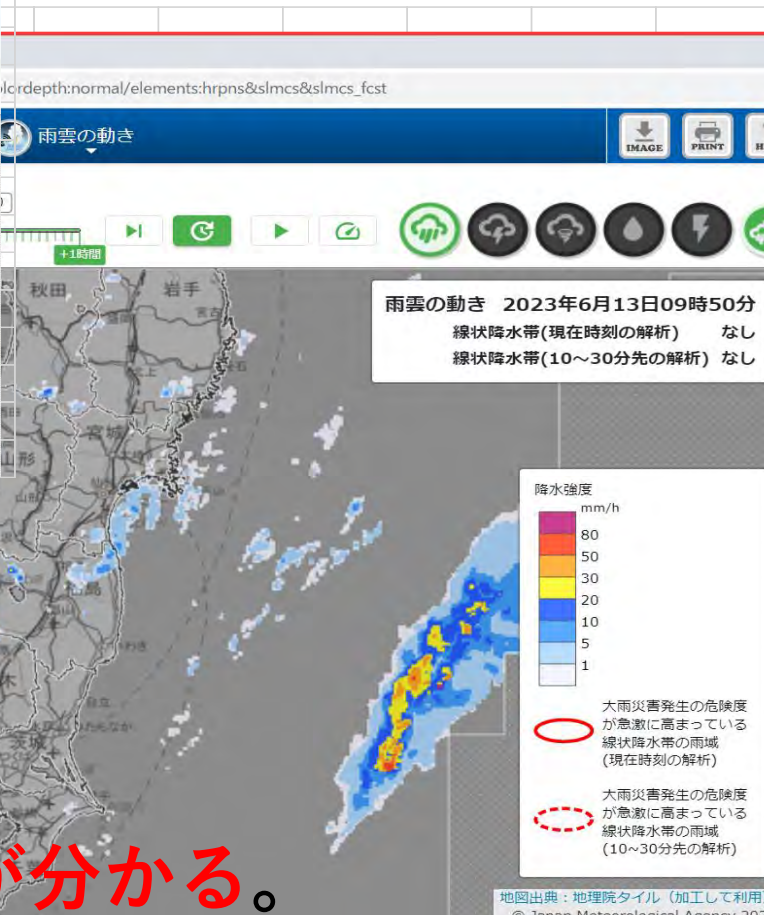 lordepth:normal/elements:hrpns&slmcs&slmcs_fcst
雨雲の動き
IMAGE
PRINT
+1時間
秋田
岩手
宮古
雨雲の動き 2023年6月13日09時50分
線状降水帯(現在時刻の解析) なし
線状降水帯(10～30分先の解析) なし
宮城
山形
降水強度
mm/h
80
50
30
20
10
5
1
日立
茨城
大雨災害発生の危険度
が急激に高まっている
線状降水帯の雨域
(現在時刻の解析)
大雨災害発生の危険度
が急激に高まっている
線状降水帯の雨域
(10~30分先の解析)
が分かる。
地図出典：地理院タイル（加工して利用
© Japan Meteorological Agency 202